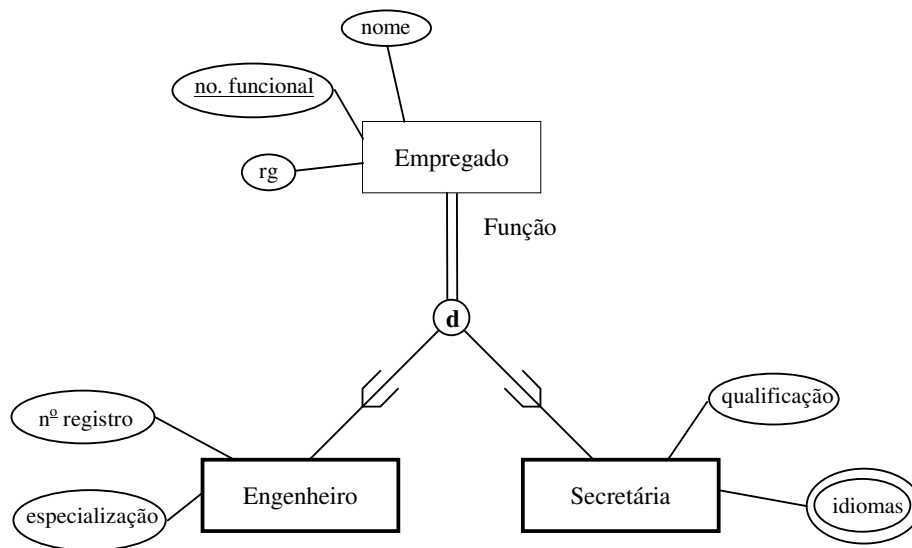 nome
no. funcional
Empregado
rg
Função
d
qualificação
nº registro
Engenheiro
Secretária
especialização
idiomas